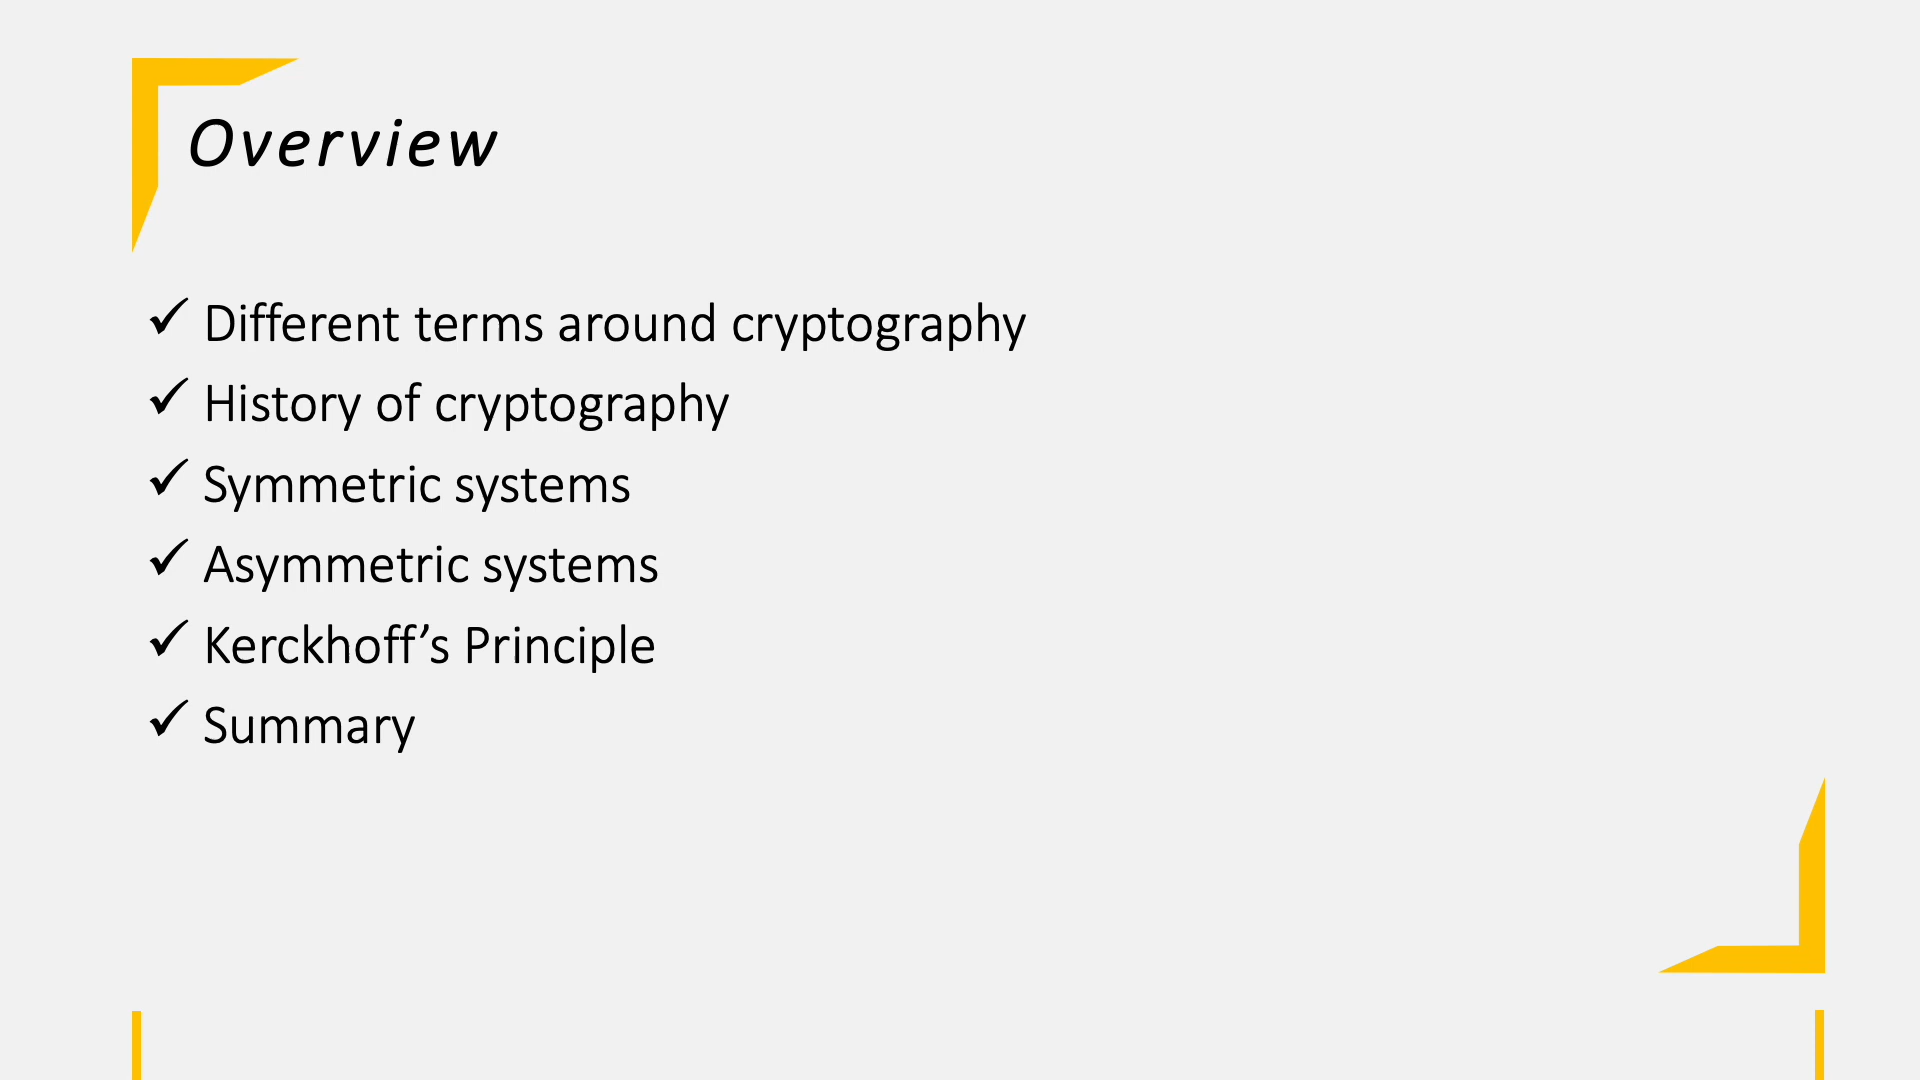 Overview
✓ Different terms around cryptography
✓ History of cryptography
✓ Symmetric systems
✓ Asymmetric systems
✓ Kerckhoff’s Principle
✓ Summary